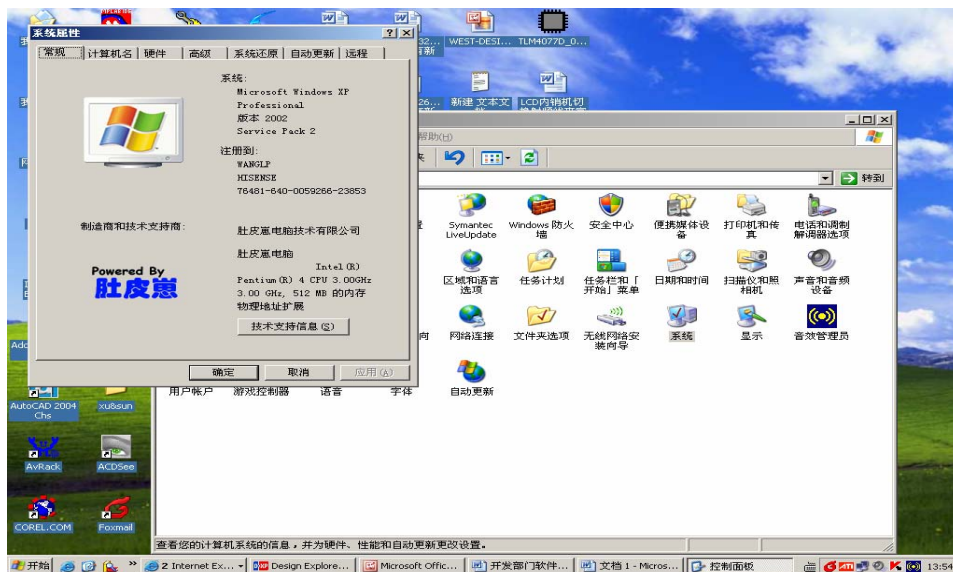 系统属性
常规 计算机名 硬件 高级 系统还原 自动更新 远程
系统:
Microsoft Windows XP
Professional
版本 2002
Service Pack 2
注册到:
WANGLP
HISENSE
76481-640-0059266-23853
制造商和技术支持商:
肚皮崽电脑技术有限公司
肚皮崽电脑
Intel(R)
Pentium(R) 4 CPU 3.00GHz
3.00 GHz, 512 MB 的内存
物理地址扩展
Powered By
肚皮崽
技术支持信息(S)
确定 取消 应用(A)
WEST-DESI... TLM4077D_0...
新建 文本文 LCD内销机切
帮助(H)
转到
Symantec LiveUpdate
Windows 防火墙
安全中心
便携媒体设备
打印机和传真
电话和调制解调器选项
区域和语言选项
任务计划
任务栏和「开始」菜单
日期和时间
扫描仪和照相机
声音和音频设备
网络连接
文件夹选项
无线网络安装向导
系统
显示
音效管理员
用户帐户 游戏控制器 语音 字体 自动更新
AutoCAD 2004 Chs
xu8sun
AvRack
ACDSee
COREL.COM
Foxmail
查看您的计算机系统的信息，并为硬件、性能和自动更新更改设置。
开始 2 Internet Ex... Design Explore... Microsoft Offic... 开发部门软件... 文档 1 - Micros... 控制面板 13:54